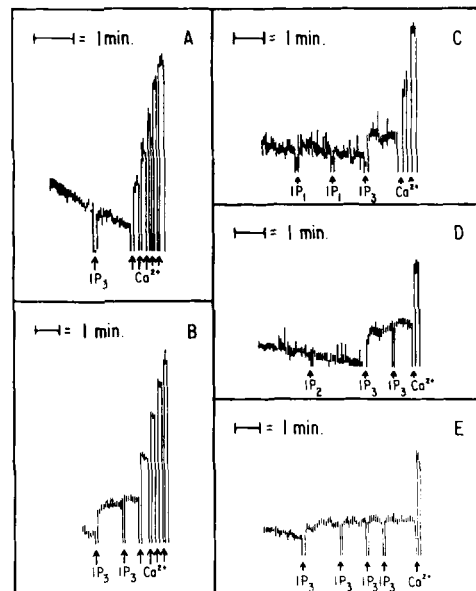 = 1 min. A
IP₃ Ca²⁺
= 1 min. B
IP₃ IP₃ Ca²⁺
= 1 min. C
IP₁ IP₁ IP₃ Ca²⁺
= 1 min. D
IP₂ IP₃ IP₃ Ca²⁺
= 1 min. E
IP₃ IP₃ IP₃ IP₃ Ca²⁺